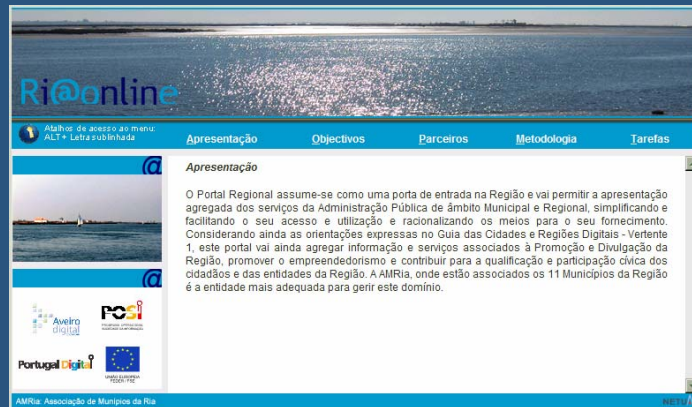 Ri@online
Atalhos de acesso ao menu:
ALT+ Letra sublinhada
Apresentação Objectivos Parceiros Metodologia Tarefas
@
@
Apresentação
O Portal Regional assume-se como uma porta de entrada na Região e vai permitir a apresentação
agregada dos serviços da Administração Pública de âmbito Municipal e Regional, simplificando e
facilitando o seu acesso e utilização e racionalizando os meios para o seu fornecimento.
Considerando ainda as orientações expressas no Guia das Cidades e Regiões Digitais - Vertente
1, este portal vai ainda agregar informação e serviços associados à Promoção e Divulgação da
Região, promover o empreendedorismo e contribuir para a qualificação e participação cívica dos
cidadãos e das entidades da Região. A AMRia, onde estão associados os 11 Municípios da Região
é a entidade mais adequada para gerir este domínio.
Aveiro
digital
POSI
Portugal Digital
UNIÃO EUROPEIA
FEDER - FSE
AMRia: Associação de Munipios da Ria